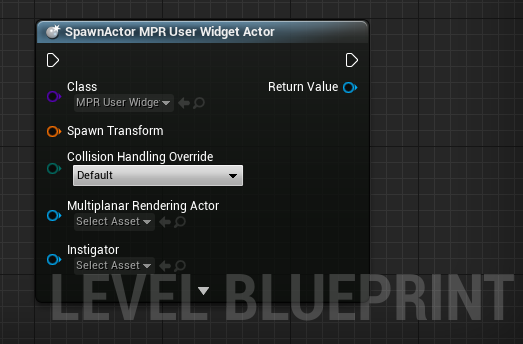 SpawnActor MPR User Widget Actor
Class
Return Value
MPR User Widge
Spawn Transform
Collision Handling Override
Default
Multiplanar Rendering Actor
Select Asset
Instigator
Select Asset
LEVEL BLUEPRINT